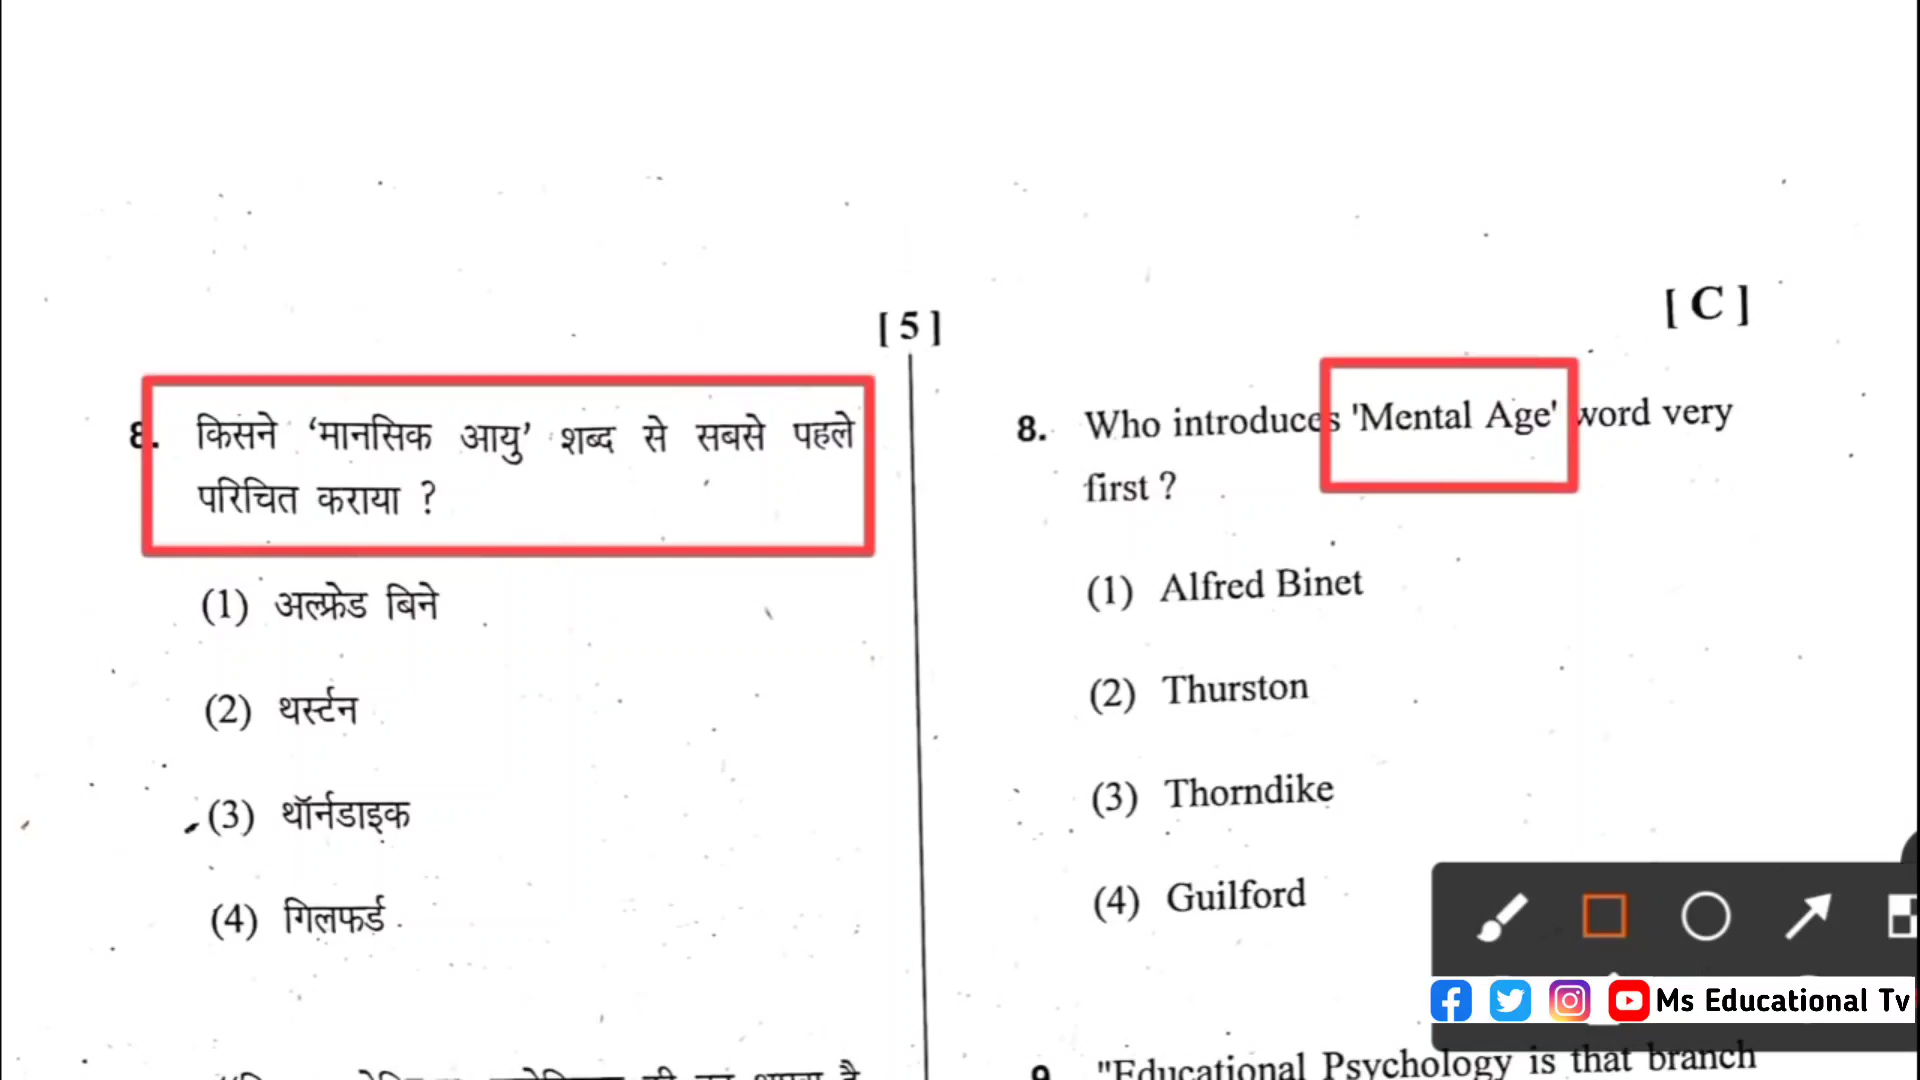 [ 5 ]
[ C ]
8. किसने ‘मानसिक आयु’ शब्द से सबसे पहले
परिचित कराया ?
(1) अल्फ्रेड बिने
(2) थर्स्टन
(3) थॉर्नडाइक
(4) गिलफर्ड
8. Who introduces 'Mental Age' word very
first ?
(1) Alfred Binet
(2) Thurston
(3) Thorndike
(4) Guilford
9. "Educational Psychology is that branch
Ms Educational Tv